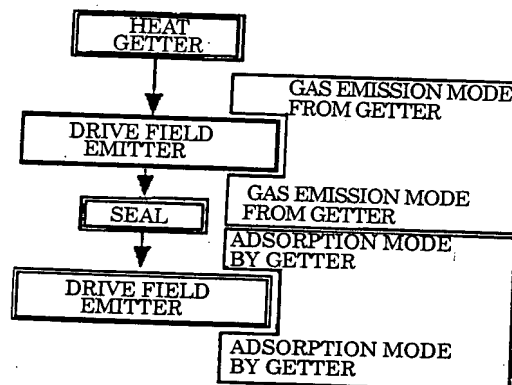 HEAT
GETTER
GAS EMISSION MODE
FROM GETTER
DRIVE FIELD
EMITTER
GAS EMISSION MODE
FROM GETTER
SEAL
ADSORPTION MODE
BY GETTER
DRIVE FIELD
EMITTER
ADSORPTION MODE
BY GETTER